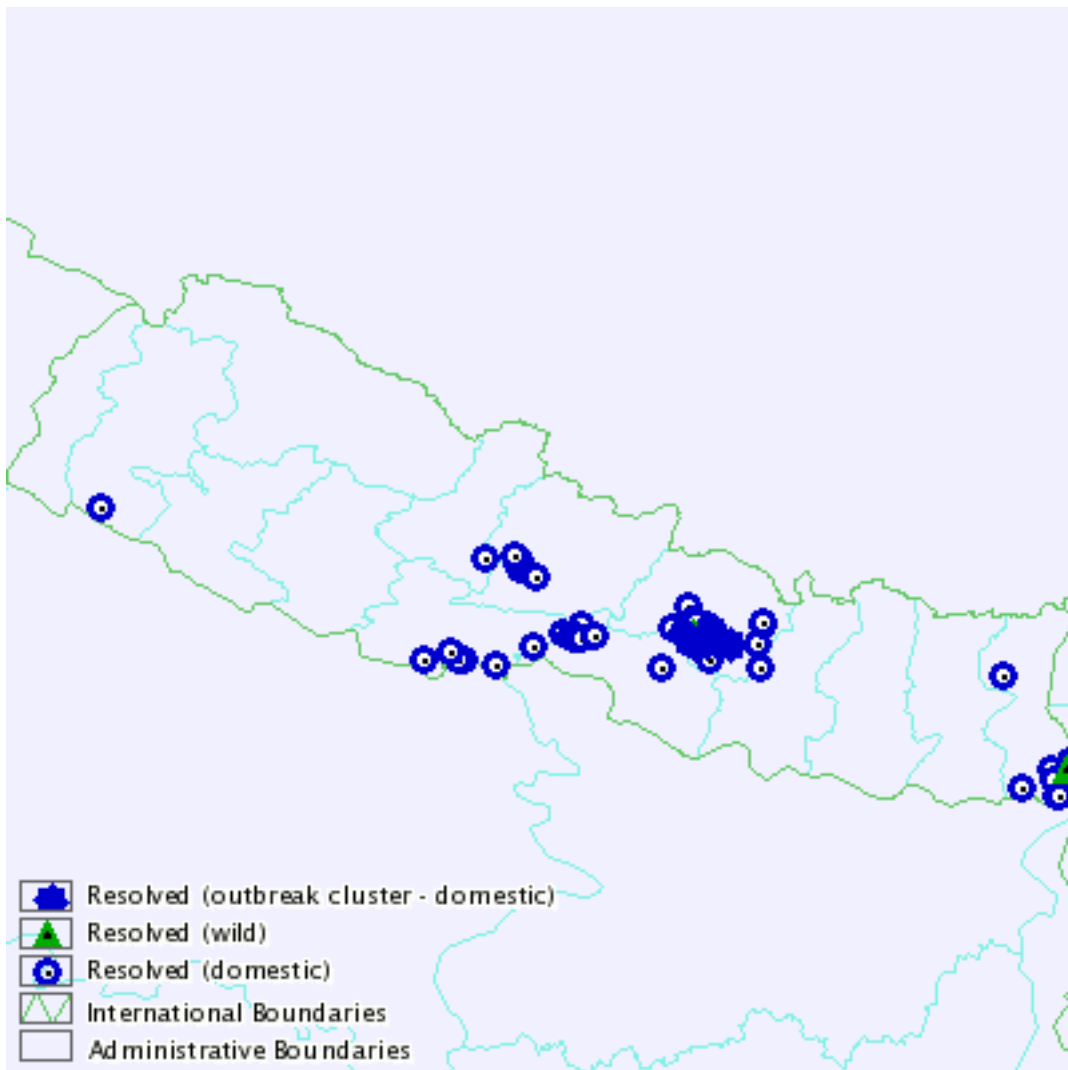 Resolved (outbreak cluster - domestic)
Resolved (wild)
Resolved (domestic)
International Boundaries
Administrative Boundaries